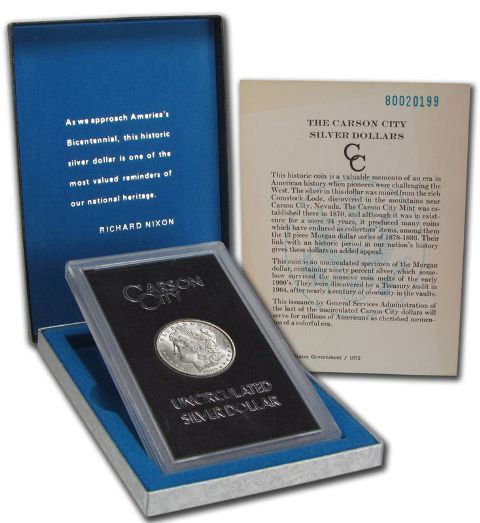 As we approach America's
Bicentennial, this historic
silver dollar is one of the
most valued reminders of
our national heritage.
RICHARD NIXON
CARSON
CITY
UNCIRCULATED
SILVER DOLLAR
80020199
THE CARSON CITY
SILVER DOLLARS
CC
This historic coin is a valuable memento of an era in
American history when pioneers were challenging the
West. The silver in this dollar was mined from the rich
Comstock Lode, discovered in the mountains near
Carson City, Nevada. The Carson City Mint was es-
tablished there in 1870, and although it was in exist-
ence for a mere 24 years, it produced many coins
which have endured as collectors' items, among them
the 13 piece Morgan dollar series of 1878-1893. Their
link with an historic period in our nation's history
gives these dollars an added appeal.
This coin is an uncirculated specimen of the Morgan
dollar, containing ninety percent silver, which some-
how survived the massive coin melts of the early
1900's. They were discovered by a Treasury audit in
1964, after nearly a century of obscurity in the vaults.
This issuance by General Services Administration of
the last of the uncirculated Carson City dollars will
serve for millions of Americans as cherished memen-
os of a colorful era.
tates Government / 1972